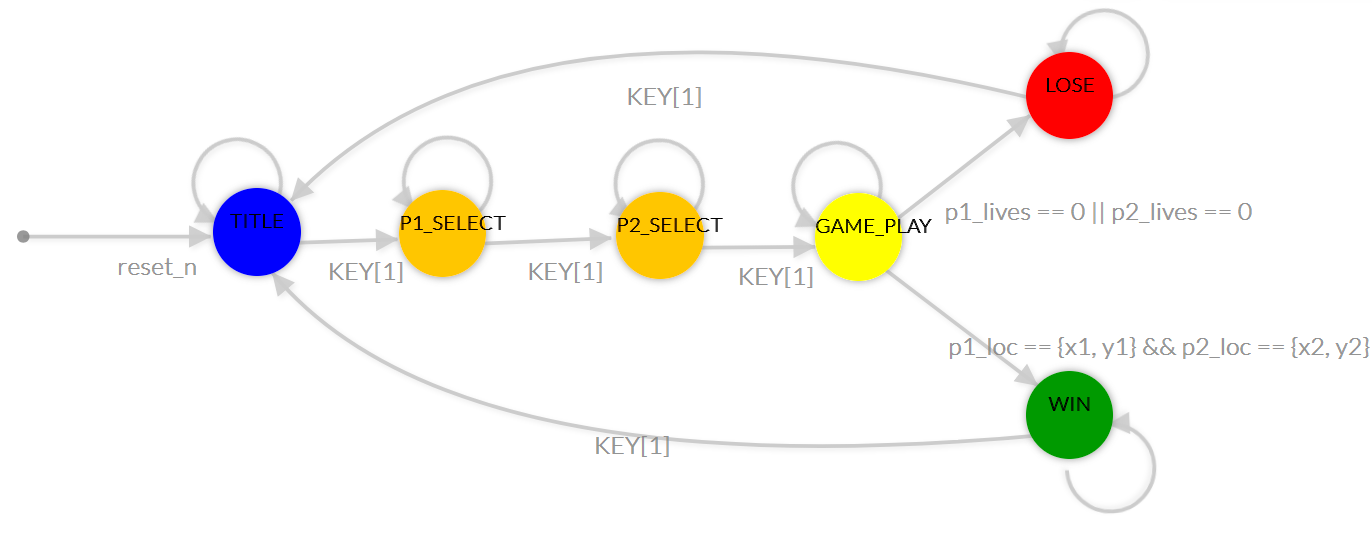 LOSE
KEY[1]
p1_lives == 0 || p2_lives == 0
TITLE
P1_SELECT
P2_SELECT
GAME_PLAY
reset_n
KEY[1]
KEY[1]
KEY[1]
p1_loc == {x1, y1} && p2_loc == {x2, y2}
WIN
KEY[1]